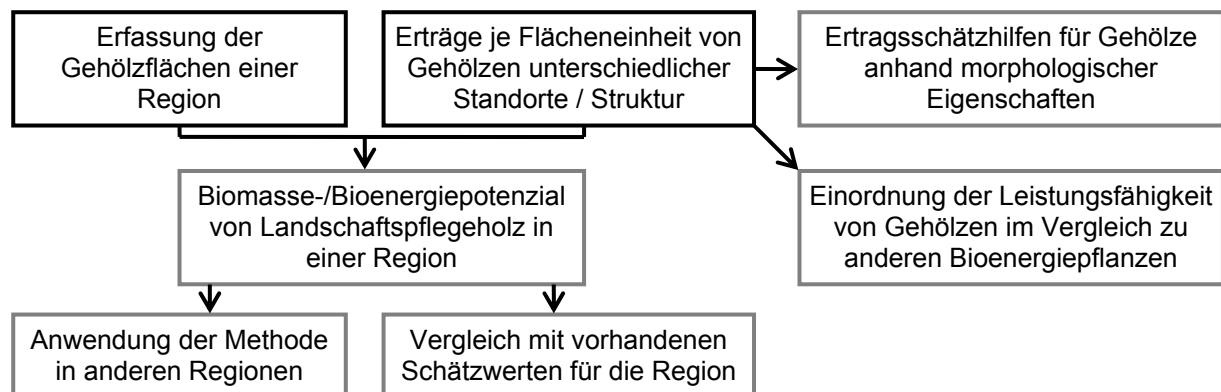 Erfassung der
Gehölzflächen einer
Region
Erträge je Flächeneinheit von
Gehölzen unterschiedlicher
Standorte / Struktur
Ertragsschätzhilfen für Gehölze
anhand morphologischer
Eigenschaften
Biomasse-/Bioenergiepotenzial
von Landschaftspflegeholz in
einer Region
Einordnung der Leistungsfähigkeit
von Gehölzen im Vergleich zu
anderen Bioenergiepflanzen
Anwendung der Methode
in anderen Regionen
Vergleich mit vorhandenen
Schätzwerten für die Region